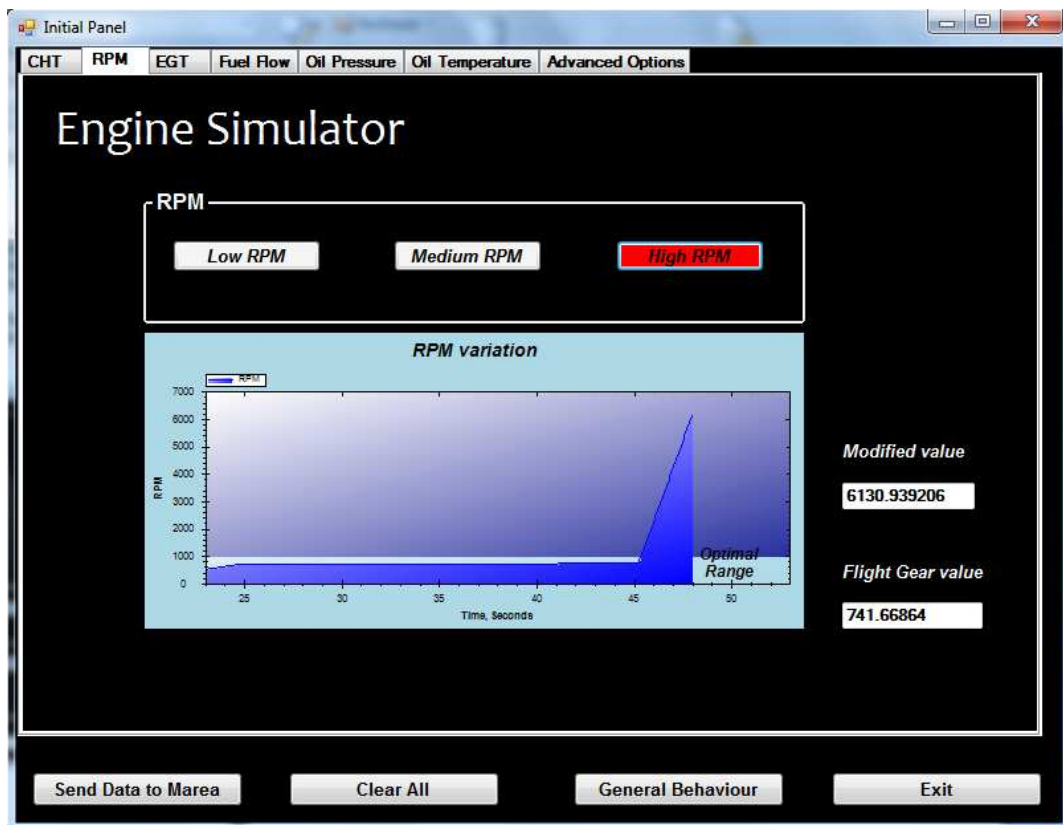 Initial Panel
CHT RPM EGT Fuel Flow Oil Pressure Oil Temperature Advanced Options
Engine Simulator
RPM
Low RPM Medium RPM High RPM
RPM variation
RPM
7000
6000
5000
4000
3000
2000
1000
0
RPM
Optimal
Range
25 30 35 40 45 50
Time, Seconds
Modified value
6130.939206
Flight Gear value
741.66864
Send Data to Marea Clear All General Behaviour Exit